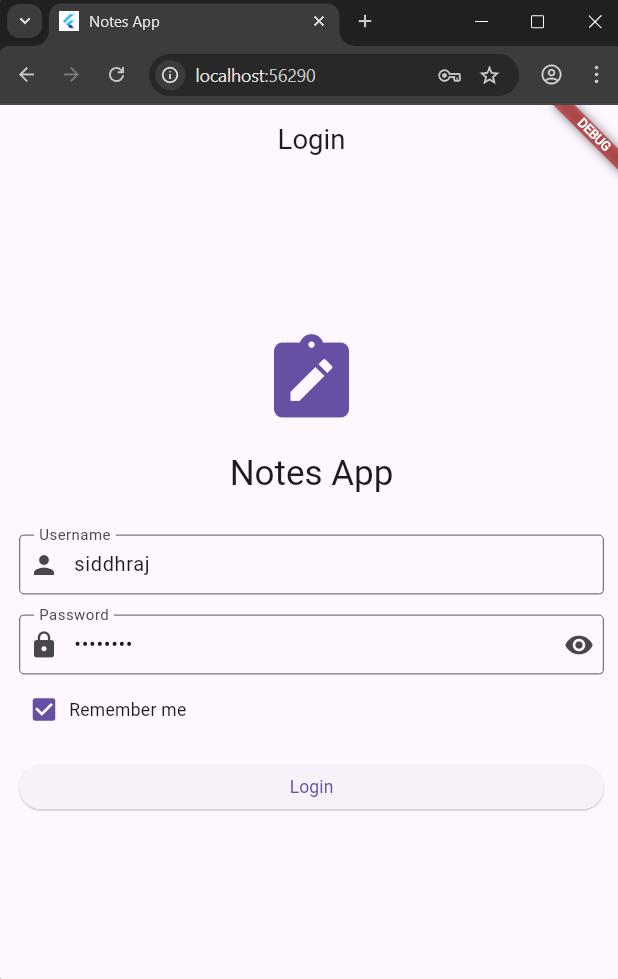 Notes App
localhost:56290
Login
DEBUG
Notes App
Username
siddhraj
Password
••••••••
Remember me
Login